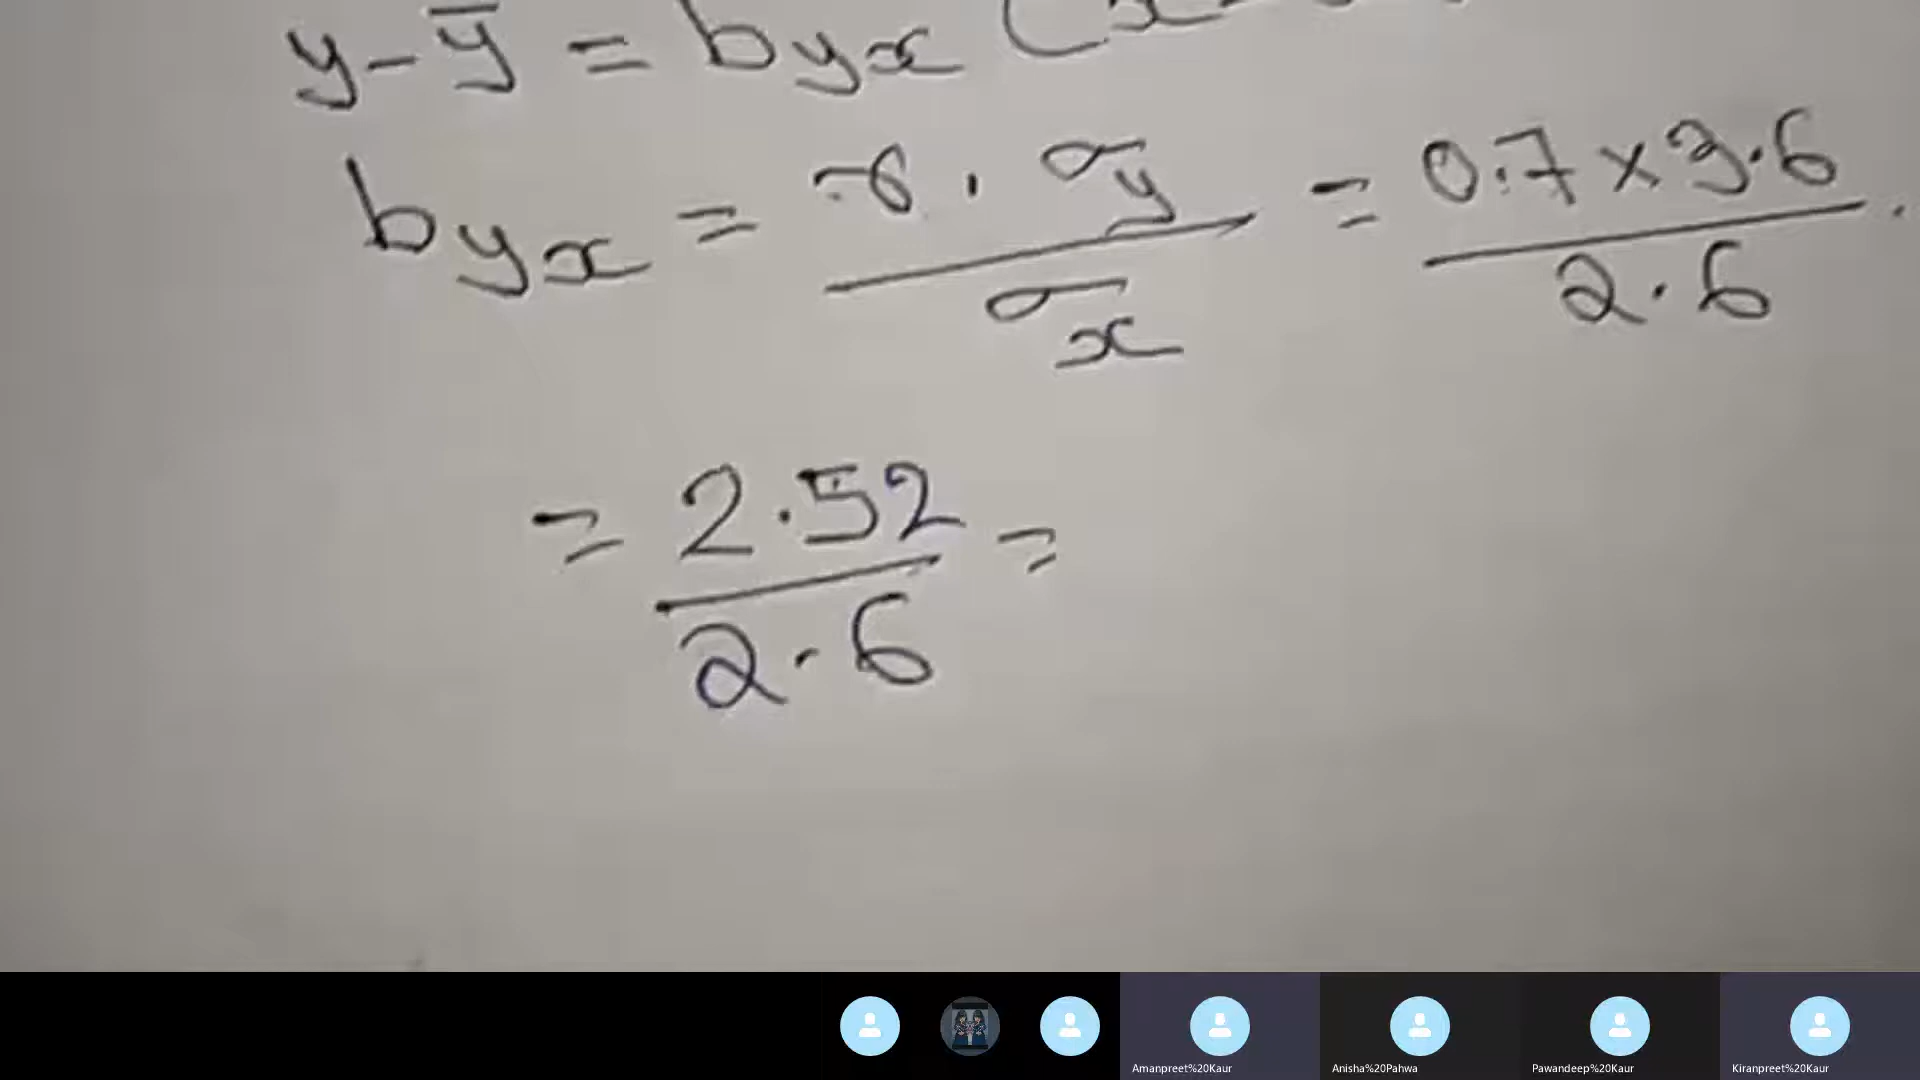 y - ȳ = byx (x
byx = r . σy / σx = 0.7 × 3.6 / 2.6 .
= 2.52 / 2.6 =
Amanpreet%20Kaur
Anisha%20Pahwa
Pawandeep%20Kaur
Kiranpreet%20Kaur